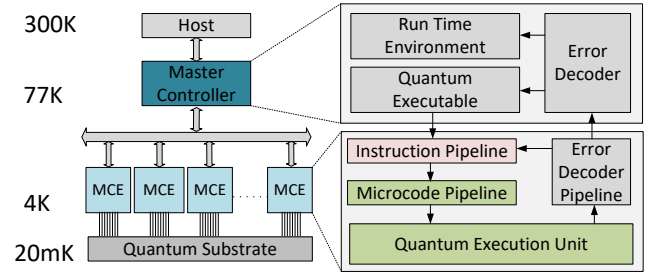 300K
Host
77K
Master
Controller
4K
MCE
MCE
MCE
MCE
20mK
Quantum Substrate
Run Time
Environment
Error
Decoder
Quantum
Executable
Instruction Pipeline
Error
Decoder
Pipeline
Microcode Pipeline
Quantum Execution Unit